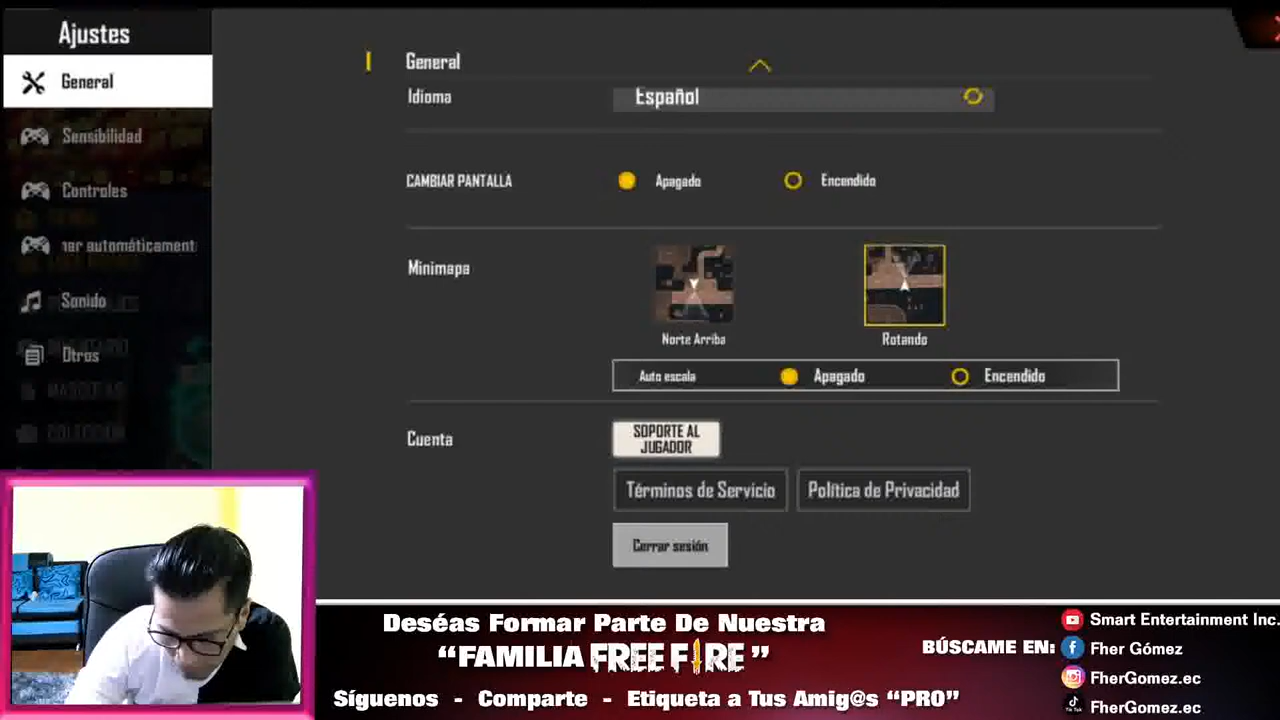 Ajustes
General
Sensibilidad
Controles
ner automáticament
Sonido
Otros
General
Idioma
Español
CAMBIAR PANTALLA
Apagado
Encendido
Minimapa
Norte Arriba
Rotando
Auto escala
Apagado
Encendido
Cuenta
SOPORTE AL
JUGADOR
Términos de Servicio
Política de Privacidad
Cerrar sesión
Deséas Formar Parte De Nuestra
“FAMILIA FREE FIRE”
Síguenos - Comparte - Etiqueta a Tus Amig@s “PRO”
BÚSCAME EN:
Smart Entertainment Inc.
Fher Gómez
FherGomez.ec
FherGomez.ec